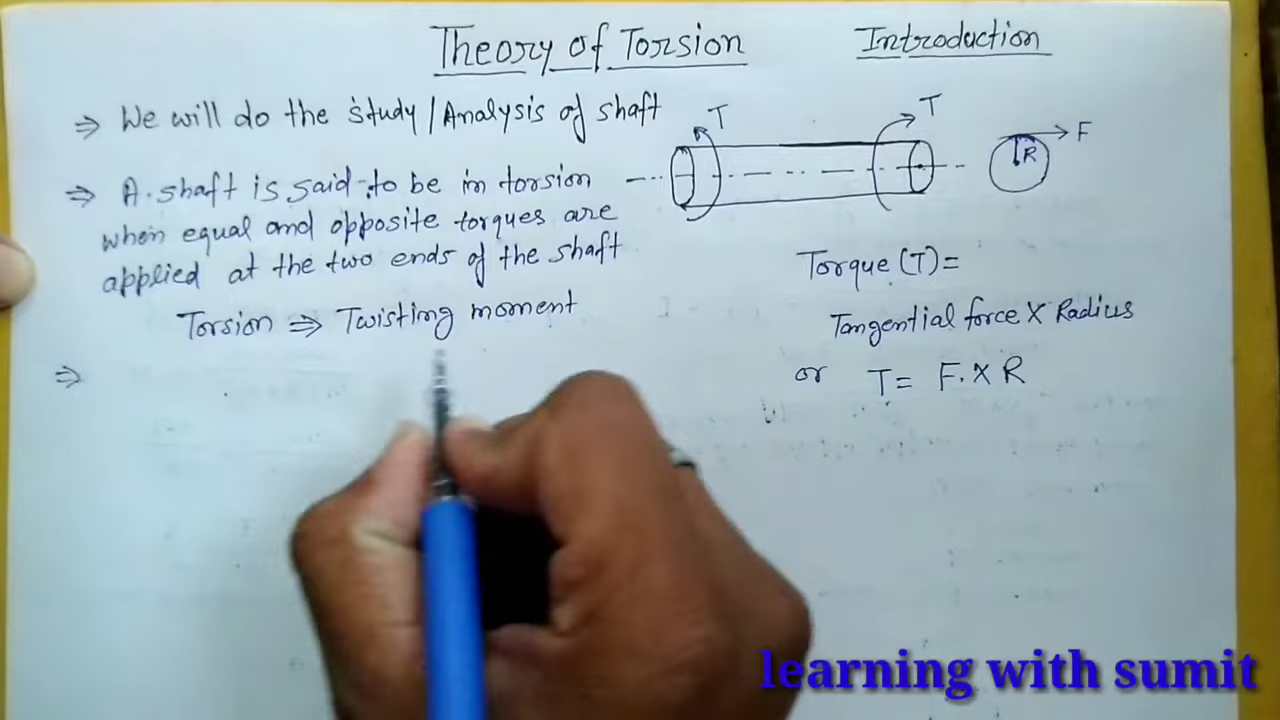 Theory of Torsion Introduction
⇒ We will do the study/Analysis of shaft
⇒ A shaft is said to be in torsion
when equal and opposite torques are
applied at the two ends of the shaft
Torsion ⇒ Twisting moment
⇒
T T
F
R
Torque (T) =
Tangential force X Radius
or T = F. X R
learning with sumit